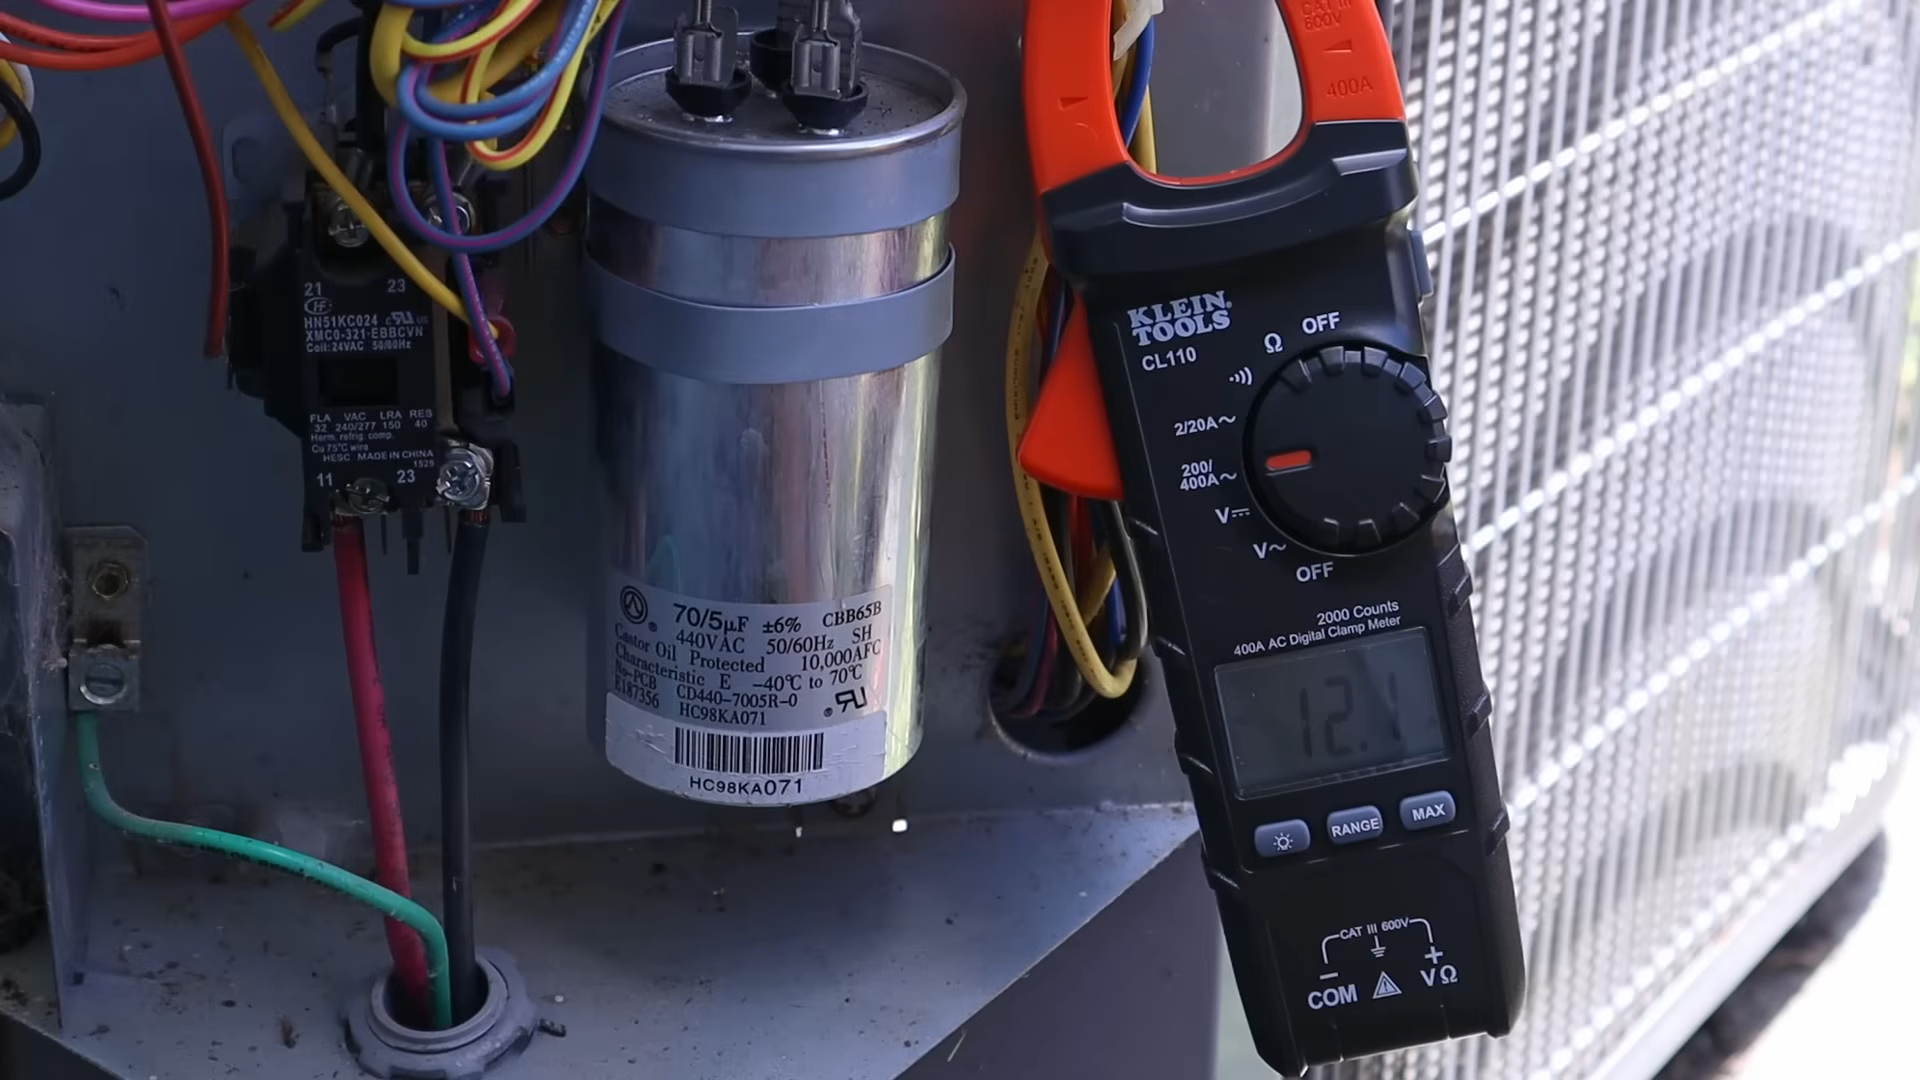 CAT III
600V
400A
21 23
HN51KC024
XMC0-321-EBBCVN
Coil: 24VAC 50/60Hz
FLA VAC LRA RES
32 240/277 150 40
Herm. refrig. comp.
Cu 75°C wire
HESC MADE IN CHINA
1529
11 23
70/5µF ±6% CBB65B
440VAC 50/60Hz SH
Castor Oil Protected 10,000AFC
Characteristic E -40℃ to 70℃
No-PCB CD440-7005R-0
E187356 HC98KA071
HC98KA071
KLEIN
TOOLS
CL110
OFF
Ω
2/20A~
200/
400A~
V⎓
V~
OFF
2000 Counts
400A AC Digital Clamp Meter
12.1
RANGE MAX
CAT III 600V
− +
COM VΩ